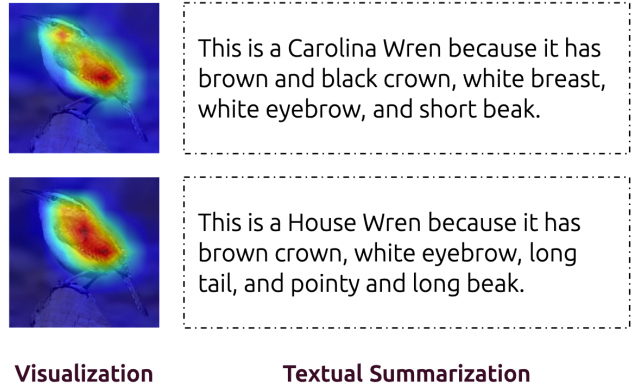 This is a Carolina Wren because it has
brown and black crown, white breast,
white eyebrow, and short beak.
This is a House Wren because it has
brown crown, white eyebrow, long
tail, and pointy and long beak.
Visualization
Textual Summarization